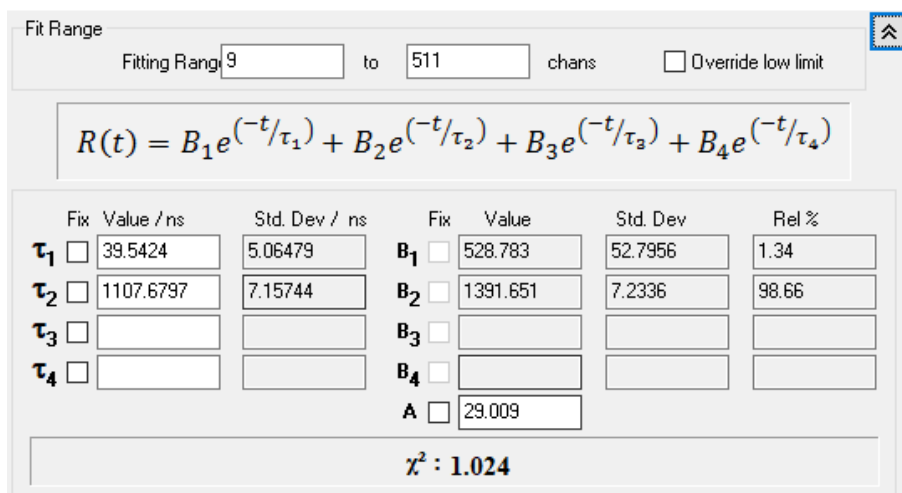 Fit Range
Fitting Rang 9 to 511 chans Override low limit
R(t) = B₁e^(−t/τ₁) + B₂e^(−t/τ₂) + B₃e^(−t/τ₃) + B₄e^(−t/τ₄)
Fix Value / ns Std. Dev / ns Fix Value Std. Dev Rel %
τ₁ 39.5424 5.06479 B₁ 528.783 52.7956 1.34
τ₂ 1107.6797 7.15744 B₂ 1391.651 7.2336 98.66
τ₃ B₃
τ₄ B₄
A 29.009
χ² : 1.024